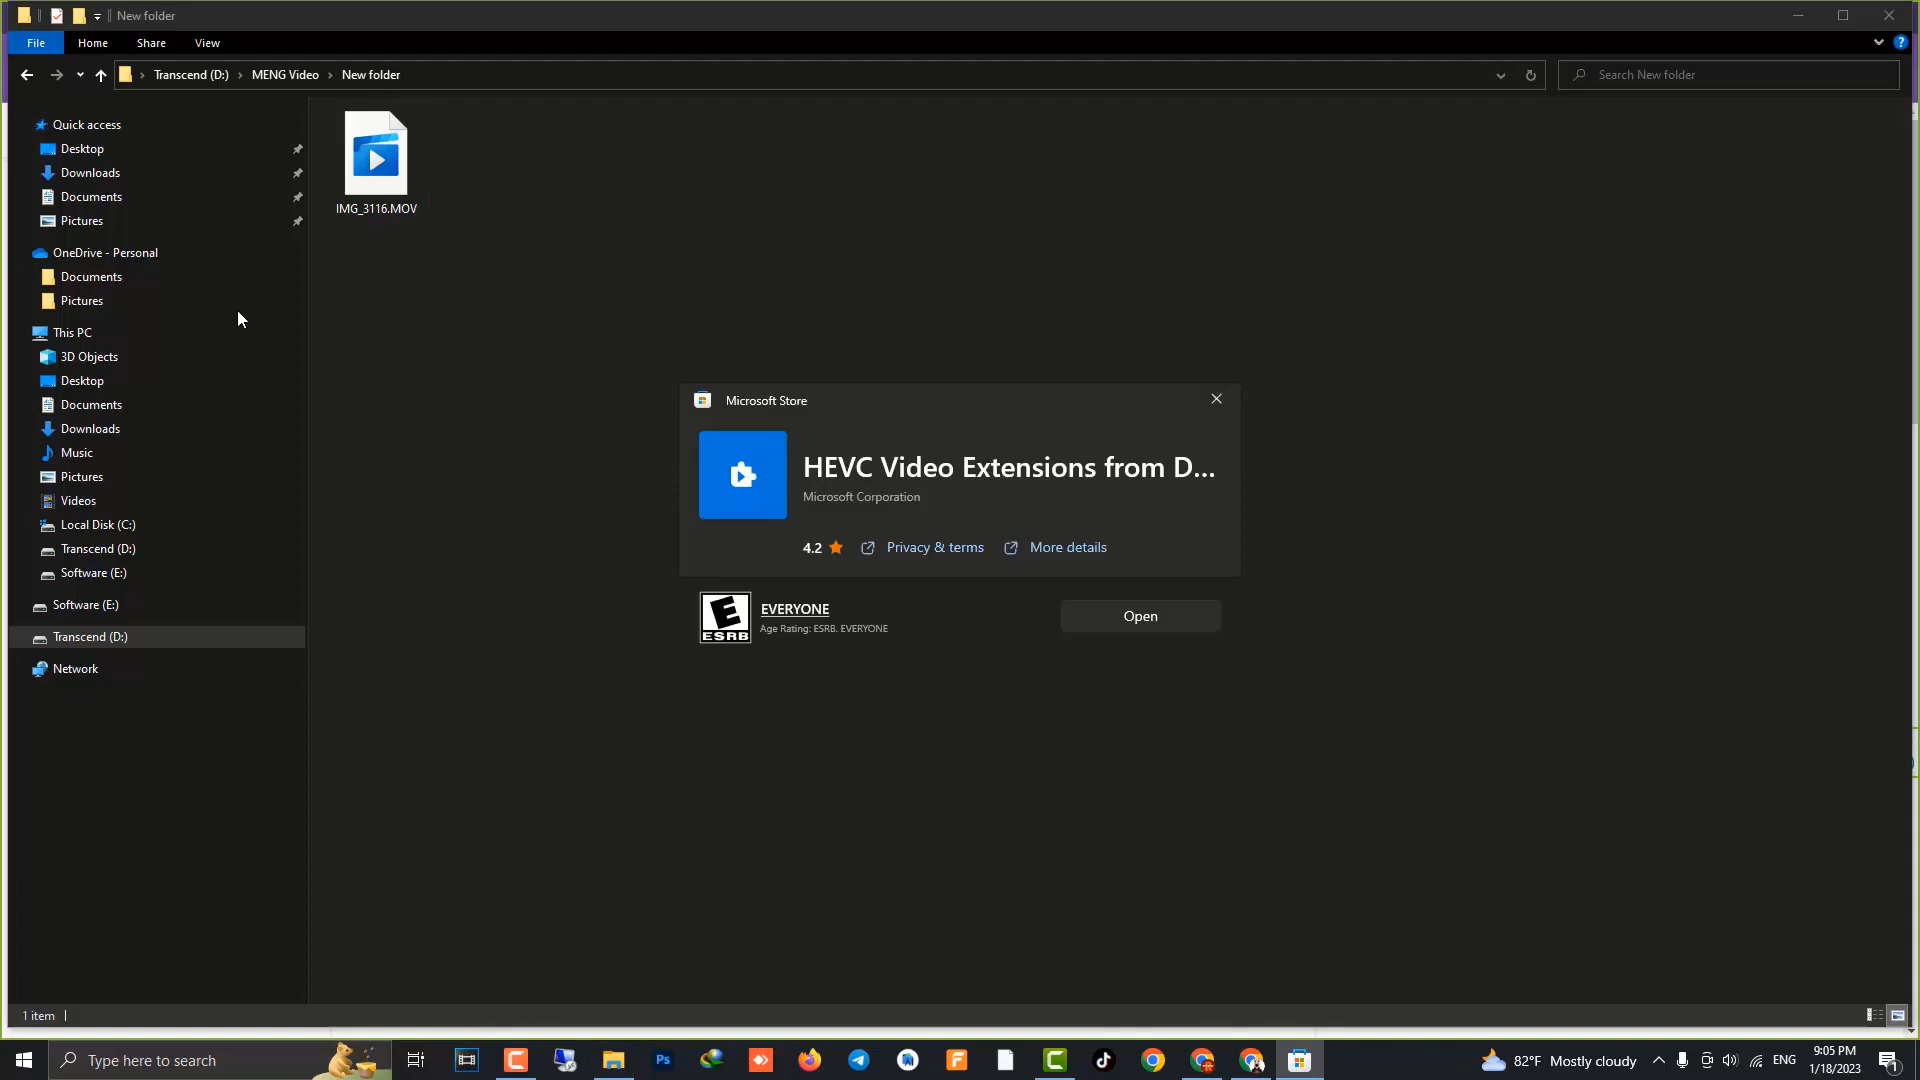 New folder
File
Home
Share
View
Transcend (D:)
MENG Video
New folder
Search New folder
Quick access
Desktop
Downloads
Documents
Pictures
OneDrive - Personal
Documents
Pictures
This PC
3D Objects
Desktop
Documents
Downloads
Music
Pictures
Videos
Local Disk (C:)
Transcend (D:)
Software (E:)
Software (E:)
Transcend (D:)
Network
IMG_3116.MOV
Microsoft Store
HEVC Video Extensions from D...
Microsoft Corporation
4.2
Privacy & terms
More details
E
ESRB
EVERYONE
Age Rating: ESRB. EVERYONE
Open
1 item
Type here to search
Ps
82°F Mostly cloudy
ENG
9:05 PM
1/18/2023
1